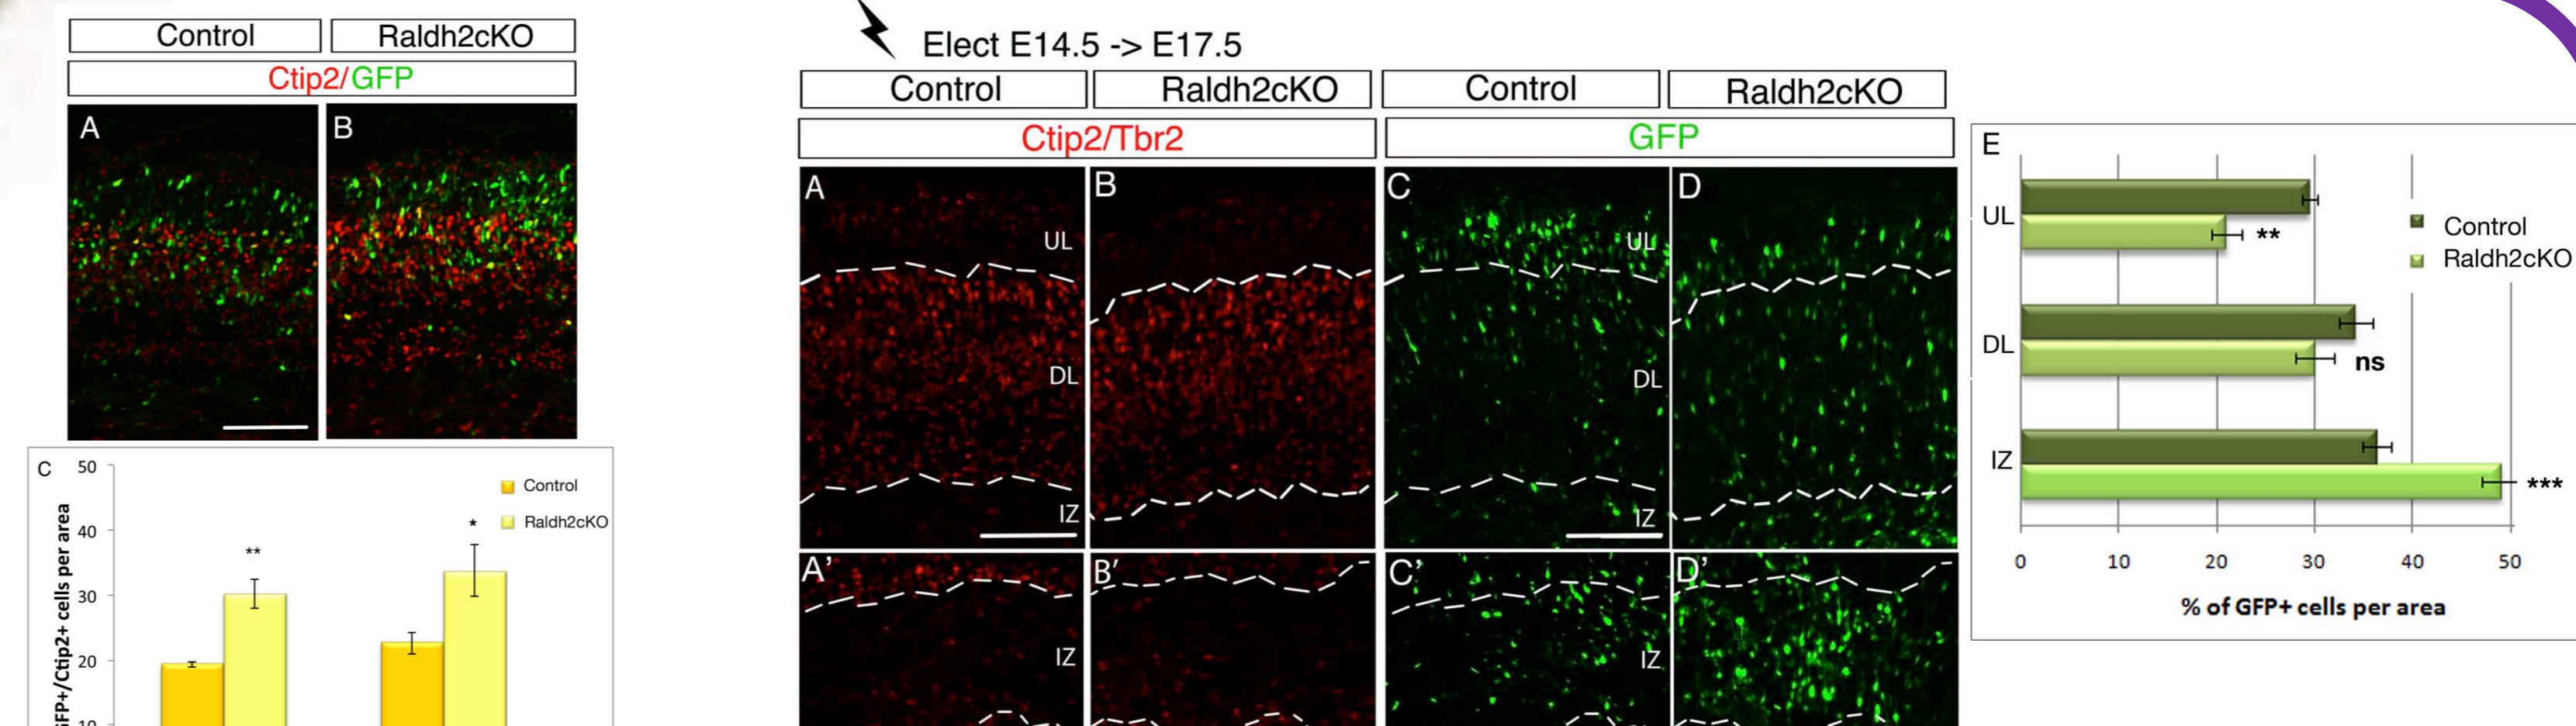 Control Raldh2cKO
Ctip2/GFP
A B
C
50
40
30
20
10
GFP+/Ctip2+ cells per area
Control
Raldh2cKO
**
*
Elect E14.5 -> E17.5
Control Raldh2cKO Control Raldh2cKO
Ctip2/Tbr2 GFP
A B C D
UL UL
DL DL
IZ IZ
A' B' C' D'
IZ IZ
E
UL
**
DL
ns
IZ
***
Control
Raldh2cKO
0 10 20 30 40 50
% of GFP+ cells per area